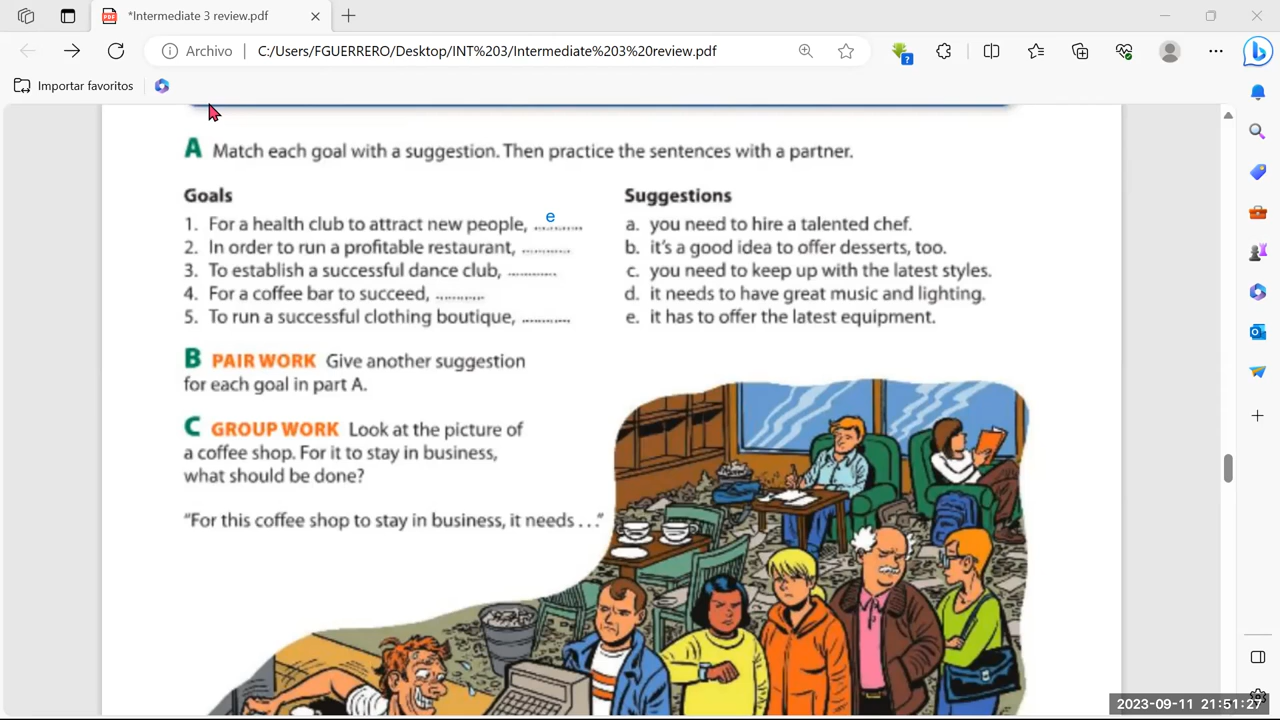 *Intermediate 3 review.pdf
Archivo C:/Users/FGUERRERO/Desktop/INT%203/Intermediate%203%20review.pdf
Importar favoritos
A Match each goal with a suggestion. Then practice the sentences with a partner.
Goals
1. For a health club to attract new people, ..........
e
2. In order to run a profitable restaurant, ..........
3. To establish a successful dance club, ..........
4. For a coffee bar to succeed, ..........
5. To run a successful clothing boutique, ..........
Suggestions
a. you need to hire a talented chef.
b. it's a good idea to offer desserts, too.
c. you need to keep up with the latest styles.
d. it needs to have great music and lighting.
e. it has to offer the latest equipment.
B PAIR WORK Give another suggestion
for each goal in part A.
C GROUP WORK Look at the picture of
a coffee shop. For it to stay in business,
what should be done?
"For this coffee shop to stay in business, it needs . . ."
2023-09-11 21:51:27